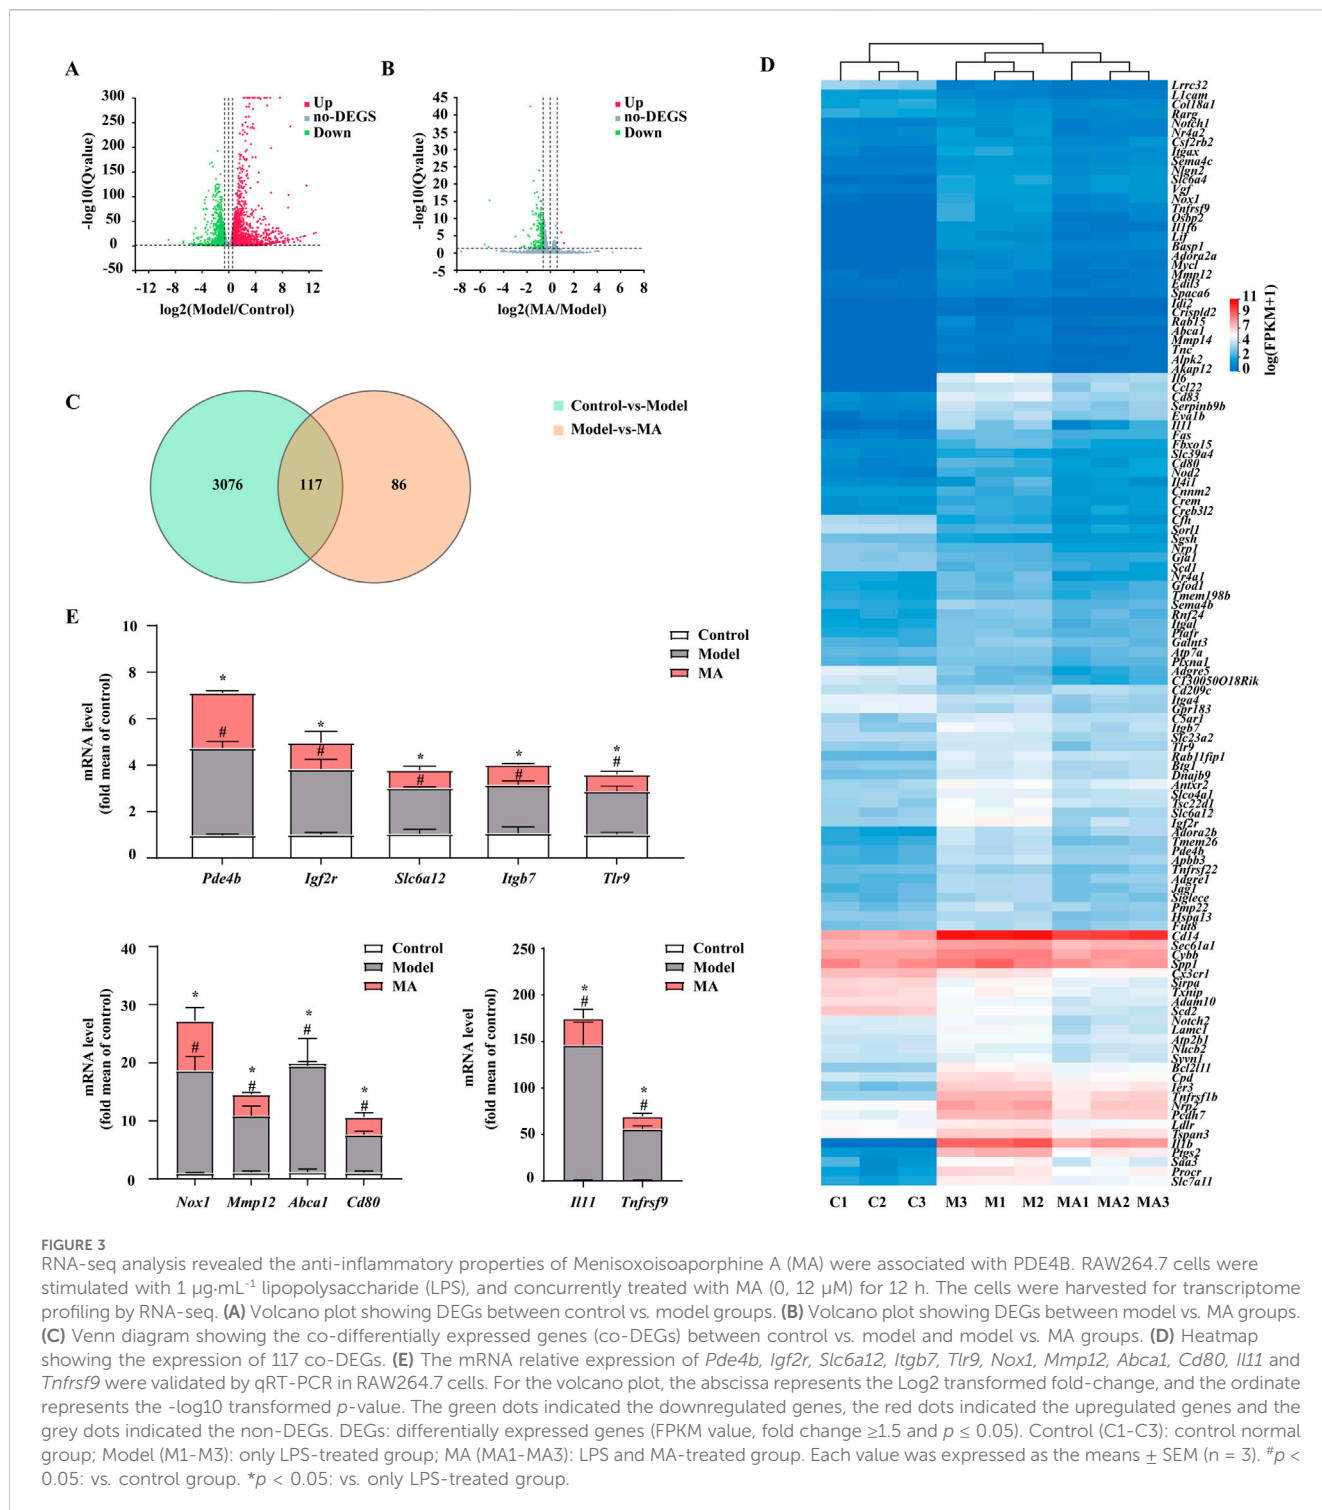 A
300
250
200
150
100
50
0
-50
-log10(Qvalue)
-12
-8
-4
0
4
8
12
log2(Model/Control)
Up
no-DEGS
Down
B
45
40
35
30
25
20
15
10
5
0
-5
-log10(Qvalue)
-8
-6
-4
-2
0
2
4
6
8
log2(MA/Model)
Up
no-DEGS
Down
C
3076
117
86
Control-vs-Model
Model-vs-MA
D
Lrrc32
L1cam
Col18a1
Rarg
Notch1
Nr4a2
Csf2rb2
Itgax
Sema4c
Nlgn2
Slc6a4
Vgf
Nox1
Tnfrsf9
Osbp2
Il1f6
Lif
Basp1
Adora2a
Mycl
Mmp12
Edil3
Spaca6
Idi2
Crispld2
Rab15
Abca1
Mmp14
Tnc
Alpk2
Akap12
Il6
Ccl22
Cd83
Serpinb9b
Eva1b
Il11
Fas
Fbxo15
Slc39a4
Cd80
Nod2
Il4i1
Cnnm2
Crem
Creb3l2
Cfh
Sorl1
Sgsh
Nrp1
Gja1
Scd1
Nr4a1
Gfod1
Tmem198b
Sema4b
Rnf24
Itgal
Ptafr
Galnt3
Atp7a
Plxna1
Adgre5
C130050O18Rik
Cd209c
Itga4
Gpr183
C5ar1
Itgb7
Slc23a2
Tlr9
Rab11fip1
Btg1
Dnajb9
Antxr2
Slco4a1
Tsc22d1
Slc6a12
Igf2r
Adora2b
Tmem26
Pde4b
Apbb3
Tnfrsf22
Adgre1
Jag1
Siglece
Pmp22
Hspa13
Fut8
Cd14
Sec61a1
Cybb
Spp1
Cx3cr1
Sirpa
Txnip
Adam10
Scd2
Notch2
Lamc1
Atp2b1
Nucb2
Syvn1
Bcl2l11
Cpd
Ier3
Tnfrsf1b
Nrp2
Pcdh7
Ldlr
Tspan3
Il1b
Ptgs2
Saa3
Procr
Slc7a11
C1 C2 C3 M3 M1 M2 MA1 MA2 MA3
11
9
7
4
2
0
log(FPKM+1)
E
10
8
6
4
2
0
mRNA level
(fold mean of control)
Control
Model
MA
* # * # * # * # * #
Pde4b Igf2r Slc6a12 Itgb7 Tlr9
40
30
20
10
0
mRNA level
(fold mean of control)
Control
Model
MA
* # * # * # * #
Nox1 Mmp12 Abca1 Cd80
250
200
150
100
50
0
mRNA level
(fold mean of control)
Control
Model
MA
* # * #
Il11 Tnfrsf9
FIGURE 3
RNA-seq analysis revealed the anti-inflammatory properties of Menisoxoisoaporphine A (MA) were associated with PDE4B. RAW264.7 cells were
stimulated with 1 µg·mL⁻¹ lipopolysaccharide (LPS), and concurrently treated with MA (0, 12 µM) for 12 h. The cells were harvested for transcriptome
profiling by RNA-seq. (A) Volcano plot showing DEGs between control vs. model groups. (B) Volcano plot showing DEGs between model vs. MA groups.
(C) Venn diagram showing the co-differentially expressed genes (co-DEGs) between control vs. model and model vs. MA groups. (D) Heatmap
showing the expression of 117 co-DEGs. (E) The mRNA relative expression of Pde4b, Igf2r, Slc6a12, Itgb7, Tlr9, Nox1, Mmp12, Abca1, Cd80, Il11 and
Tnfrsf9 were validated by qRT-PCR in RAW264.7 cells. For the volcano plot, the abscissa represents the Log2 transformed fold-change, and the ordinate
represents the -log10 transformed p-value. The green dots indicated the downregulated genes, the red dots indicated the upregulated genes and the
grey dots indicated the non-DEGs. DEGs: differentially expressed genes (FPKM value, fold change ≥1.5 and p ≤ 0.05). Control (C1-C3): control normal
group; Model (M1-M3): only LPS-treated group; MA (MA1-MA3): LPS and MA-treated group. Each value was expressed as the means ± SEM (n = 3). #p <
0.05: vs. control group. *p < 0.05: vs. only LPS-treated group.